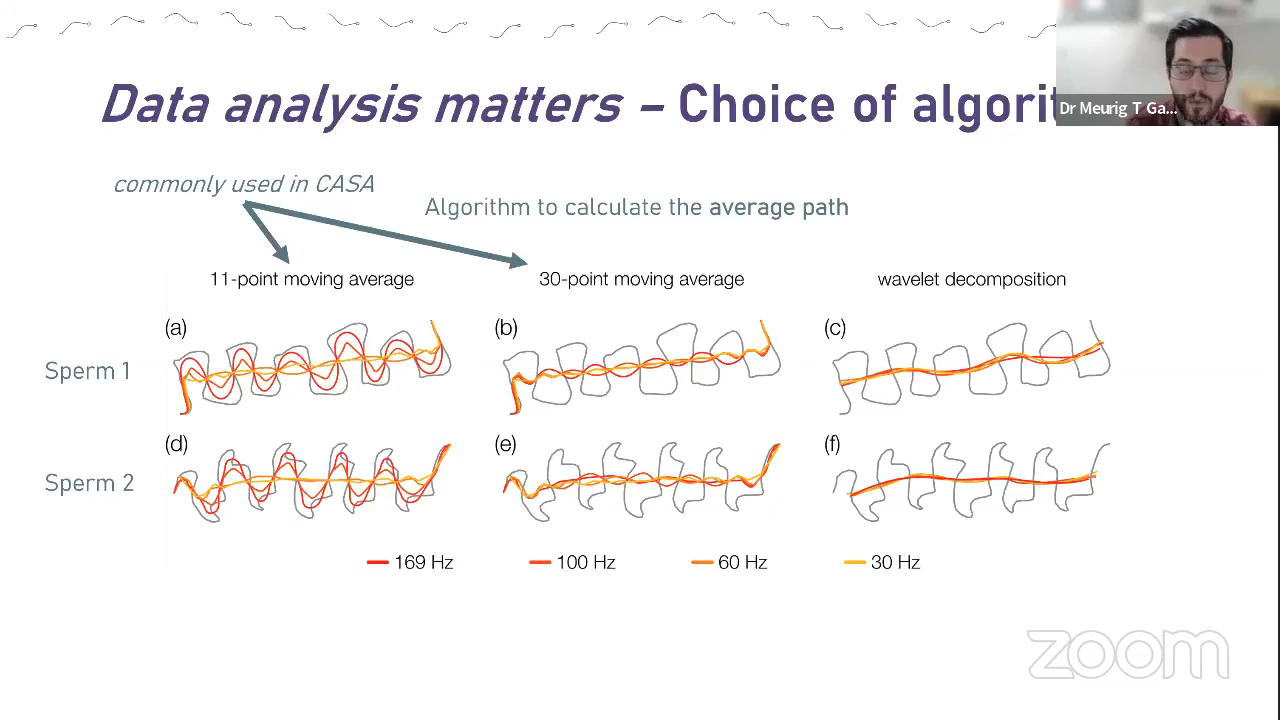 Data analysis matters – Choice of algorit
Dr Meurig T Ga...
commonly used in CASA
Algorithm to calculate the average path
11-point moving average
30-point moving average
wavelet decomposition
(a)
(b)
(c)
Sperm 1
(d)
(e)
(f)
Sperm 2
169 Hz
100 Hz
60 Hz
30 Hz
zoom